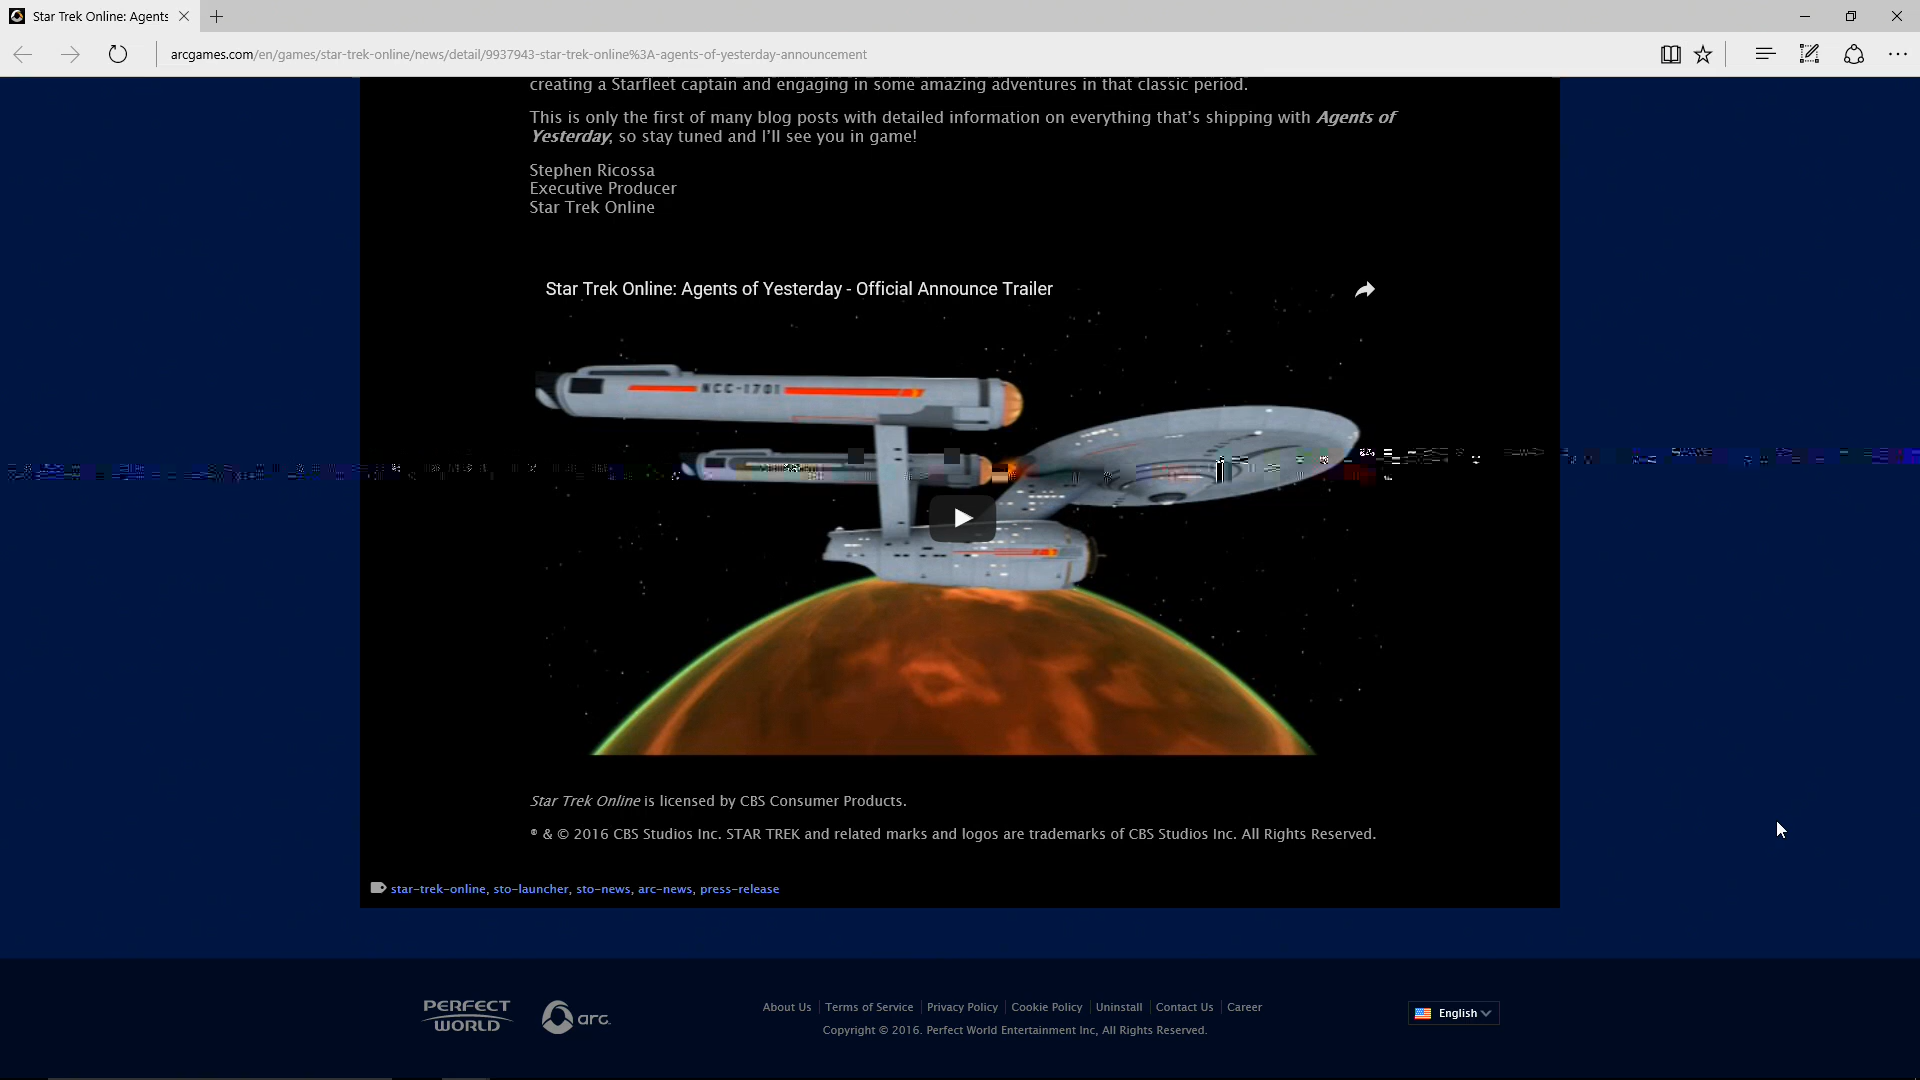 Star Trek Online: Agents
arcgames.com/en/games/star-trek-online/news/detail/9937943-star-trek-online%3A-agents-of-yesterday-announcement
creating a Starfleet captain and engaging in some amazing adventures in that classic period.
This is only the first of many blog posts with detailed information on everything that’s shipping with Agents of
Yesterday, so stay tuned and I’ll see you in game!
Stephen Ricossa
Executive Producer
Star Trek Online
Star Trek Online: Agents of Yesterday - Official Announce Trailer
NCC-1701
Star Trek Online is licensed by CBS Consumer Products.
® & © 2016 CBS Studios Inc. STAR TREK and related marks and logos are trademarks of CBS Studios Inc. All Rights Reserved.
star-trek-online, sto-launcher, sto-news, arc-news, press-release
PERFECT
WORLD
arc.
About Us Terms of Service Privacy Policy Cookie Policy Uninstall Contact Us Career
Copyright © 2016. Perfect World Entertainment Inc, All Rights Reserved.
English